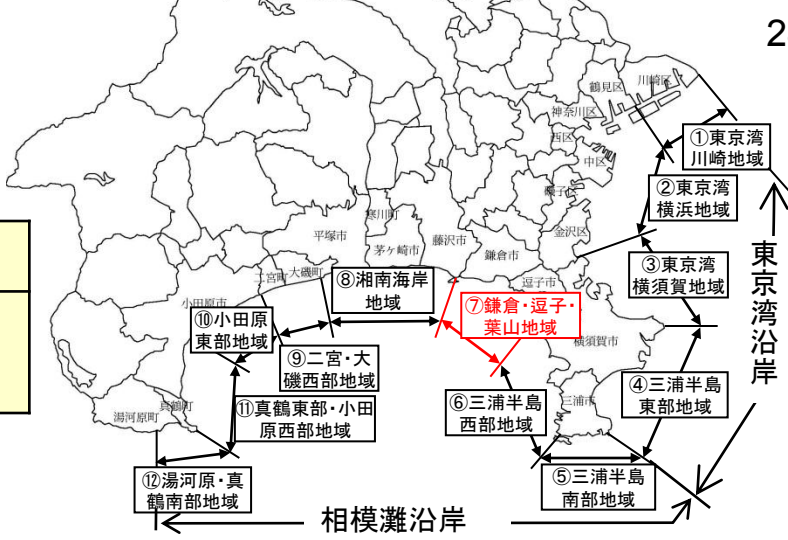 2
川崎区
鶴見区
神奈川区
西区
中区
磯子区
金沢区
①東京湾
川崎地域
②東京湾
横浜地域
③東京湾
横須賀地域
東京湾沿岸
寒川町
平塚市
茅ヶ崎市
藤沢市
鎌倉市
逗子市
二宮町
大磯町
小田原市
横須賀市
三浦市
真鶴町
湯河原町
⑧湘南海岸
地域
⑦鎌倉・逗子・
葉山地域
⑩小田原
東部地域
⑨二宮・大
磯西部地域
⑪真鶴東部・小田
原西部地域
⑥三浦半島
西部地域
④三浦半島
東部地域
⑤三浦半島
南部地域
⑫湯河原・真
鶴南部地域
相模灘沿岸